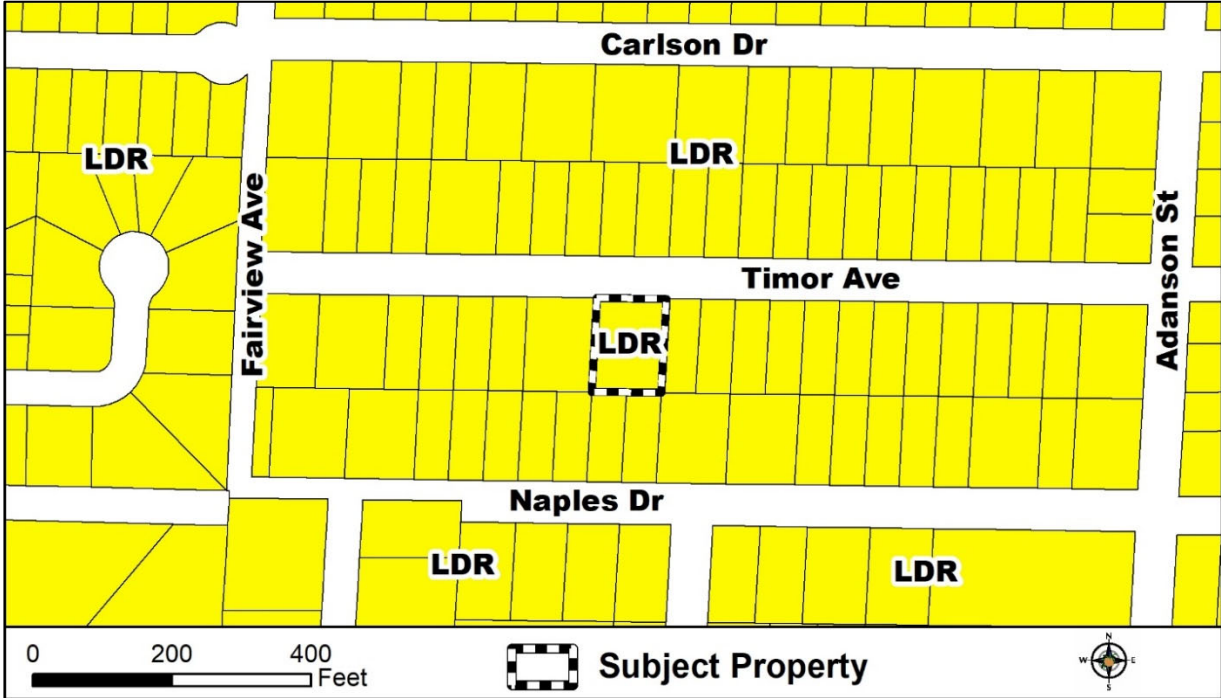 Carlson Dr
LDR
LDR
Fairview Ave
Adanson St
Timor Ave
LDR
Naples Dr
LDR
LDR
0 200 400
Feet
Subject Property
N
W E
S